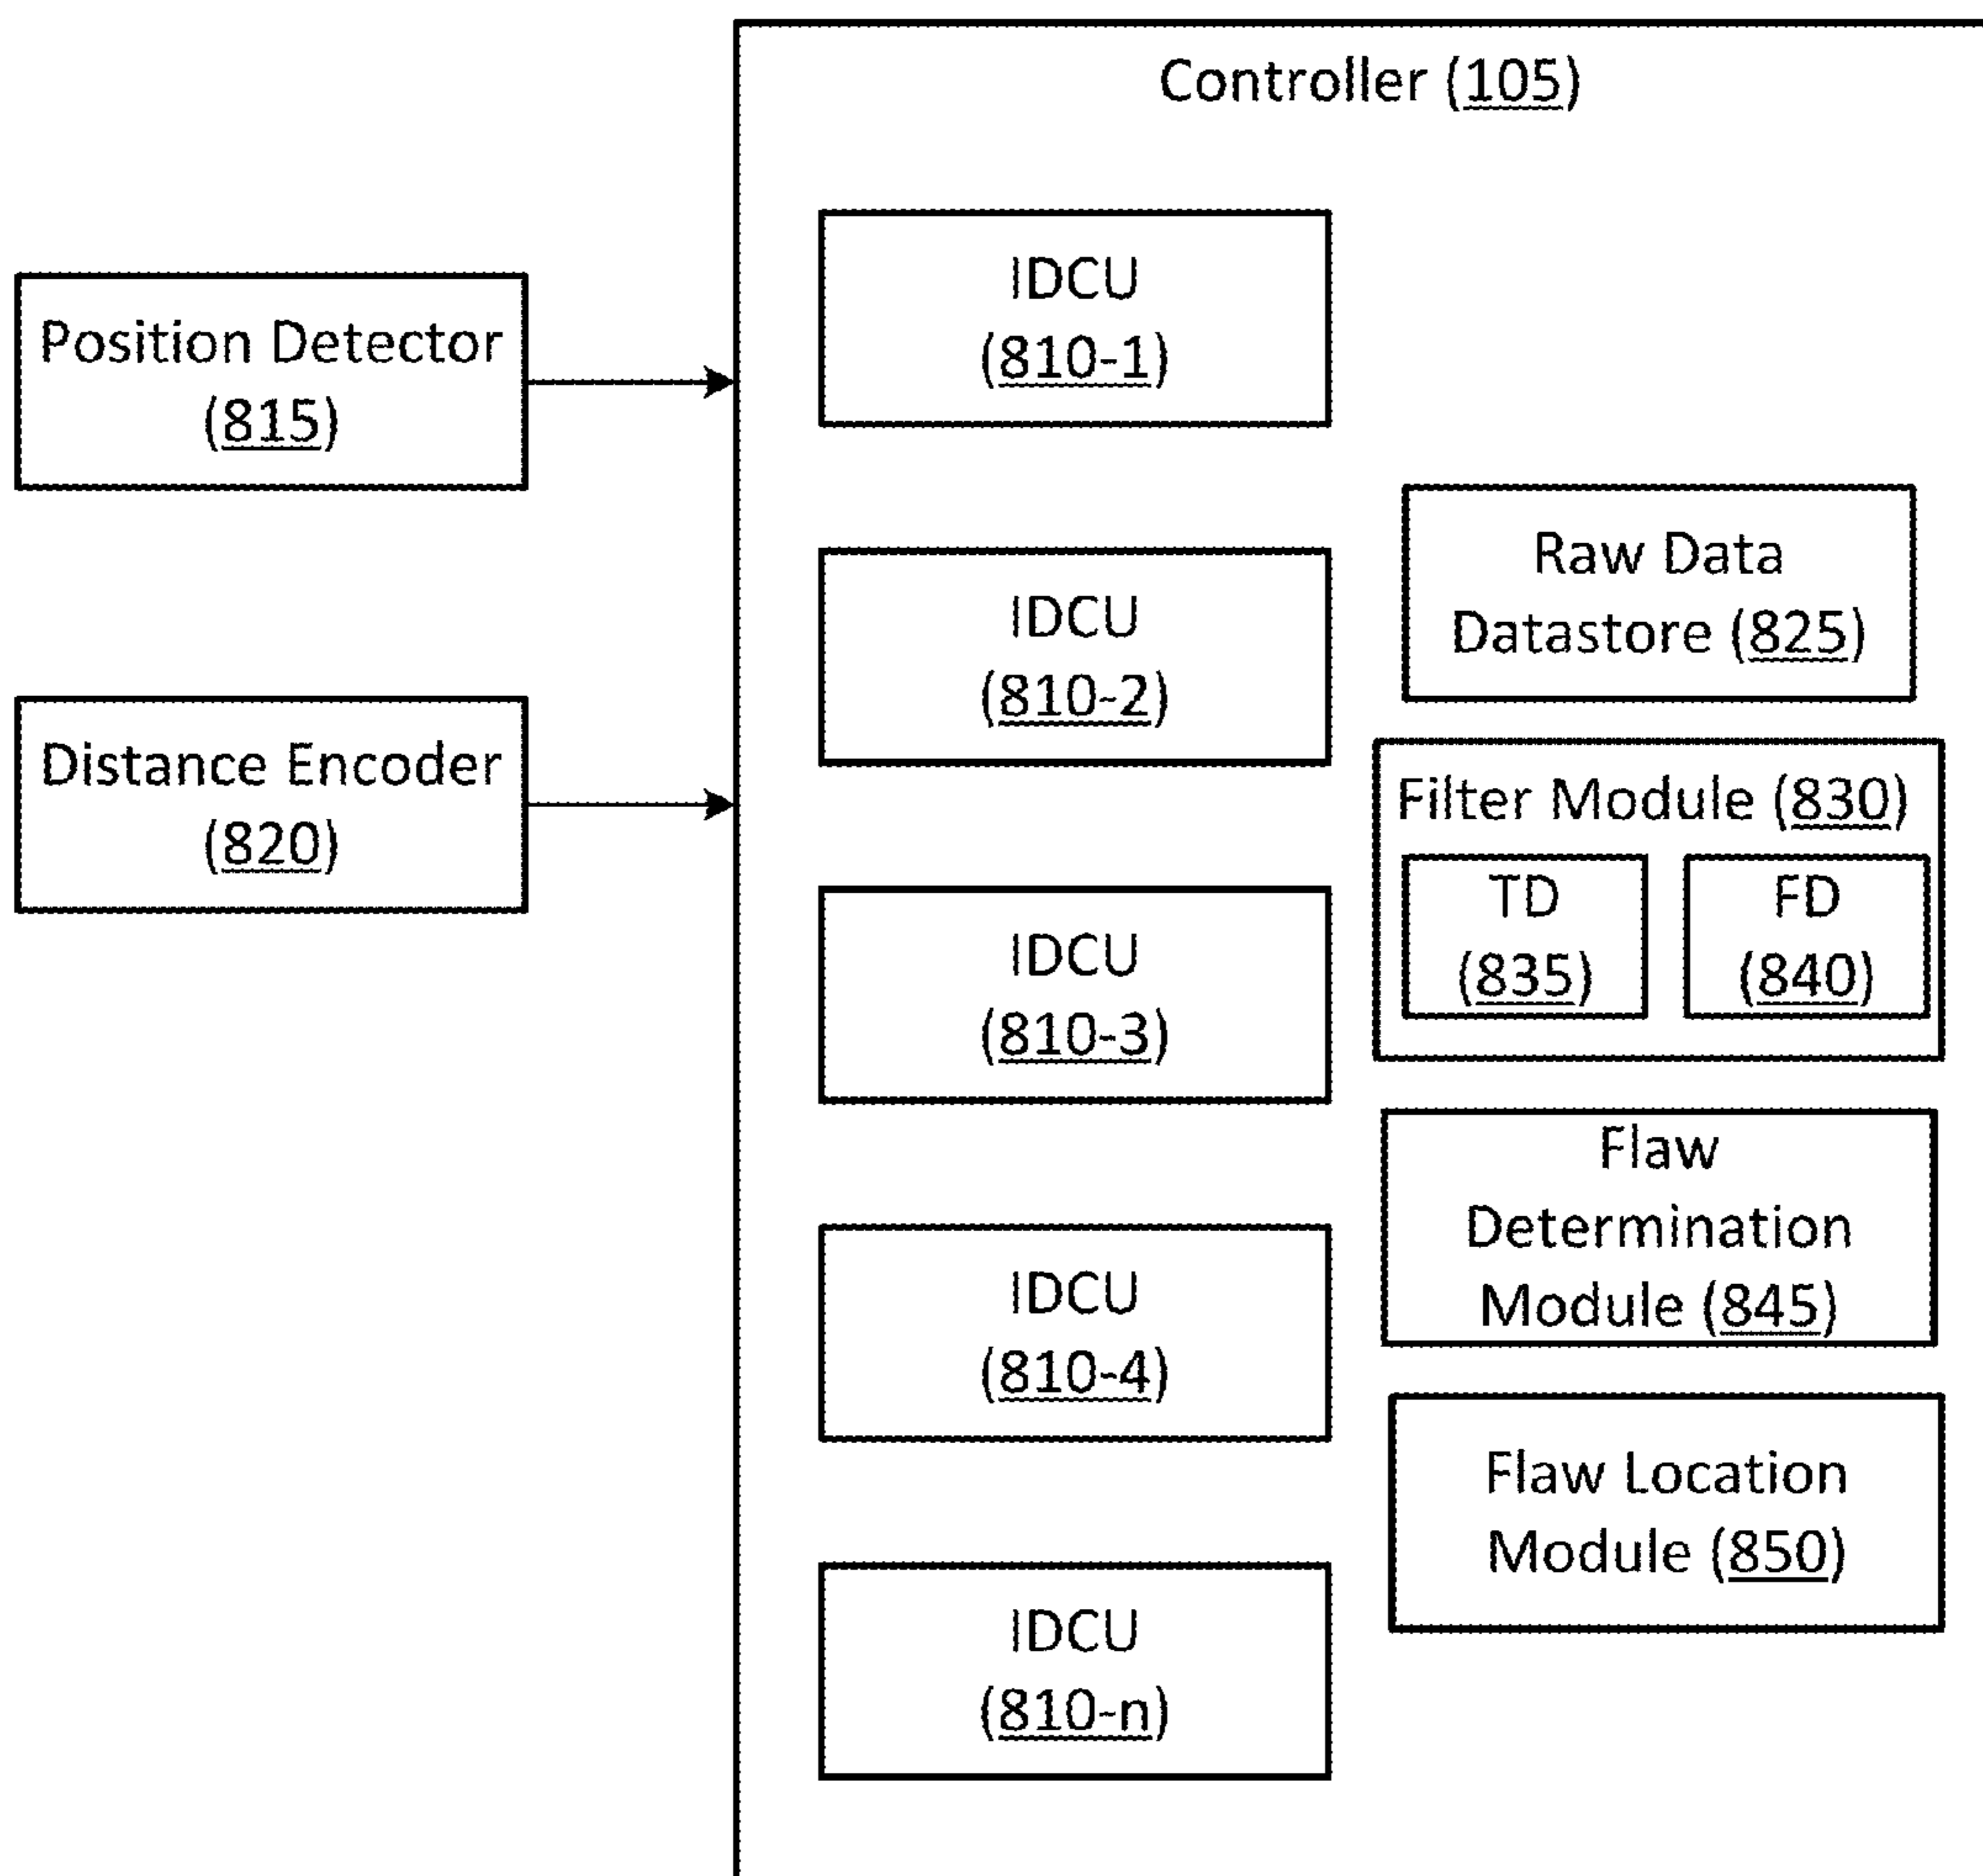 Controller (105)
Position Detector
(815)
Distance Encoder
(820)
IDCU
(810-1)
IDCU
(810-2)
IDCU
(810-3)
IDCU
(810-4)
IDCU
(810-n)
Raw Data
Datastore (825)
Filter Module (830)
TD
(835)
FD
(840)
Flaw
Determination
Module (845)
Flaw Location
Module (850)